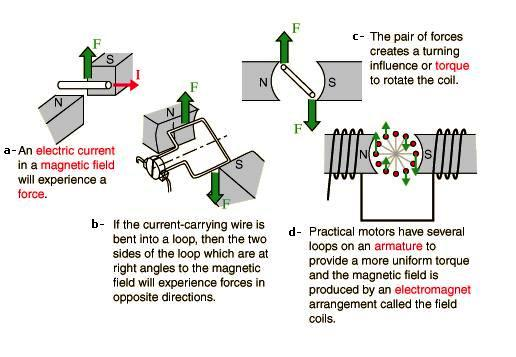 F
S
I
N
a- An electric current
in a magnetic field
will experience a
force.
F
N
S
F
b- If the current-carrying wire is
bent into a loop, then the two
sides of the loop which are at
right angles to the magnetic
field will experience forces in
opposite directions.
F
N
S
F
c- The pair of forces
creates a turning
influence or torque
to rotate the coil.
N
S
d- Practical motors have several
loops on an armature to
provide a more uniform torque
and the magnetic field is
produced by an electromagnet
arrangement called the field
coils.